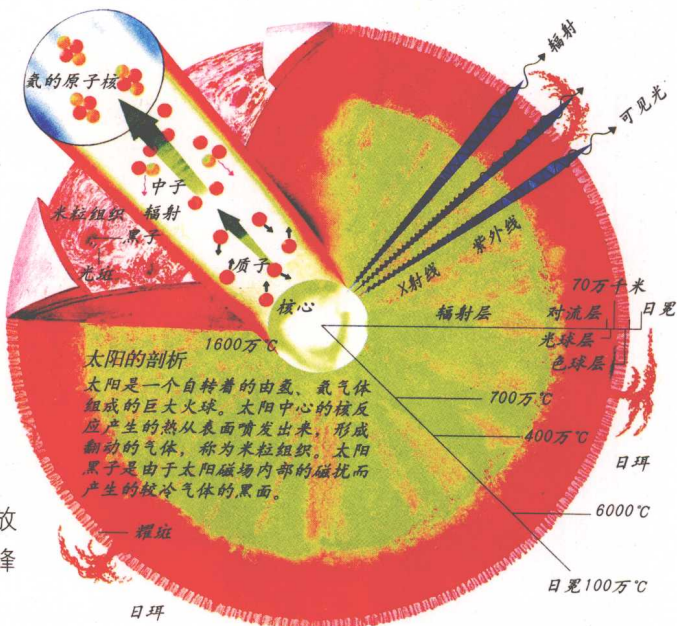 辐射
可见光
氦的原子核
中子
辐射
米粒组织
黑子
光斑
质子
紫外线
X射线
核心
70万千米
辐射层
对流层
日冕
光球层
色球层
1600万℃
太阳的剖析
太阳是一个自转着的由氢、氦气体
组成的巨大火球。太阳中心的核反
应产生的热从表面喷发出来，形成
翻动的气体，称为米粒组织。太阳
黑子是由于太阳磁场内部的磁扰而
产生的较冷气体的黑面。
700万℃
400万℃
日珥
6000℃
放
耀斑
峰
日冕100万℃
日珥